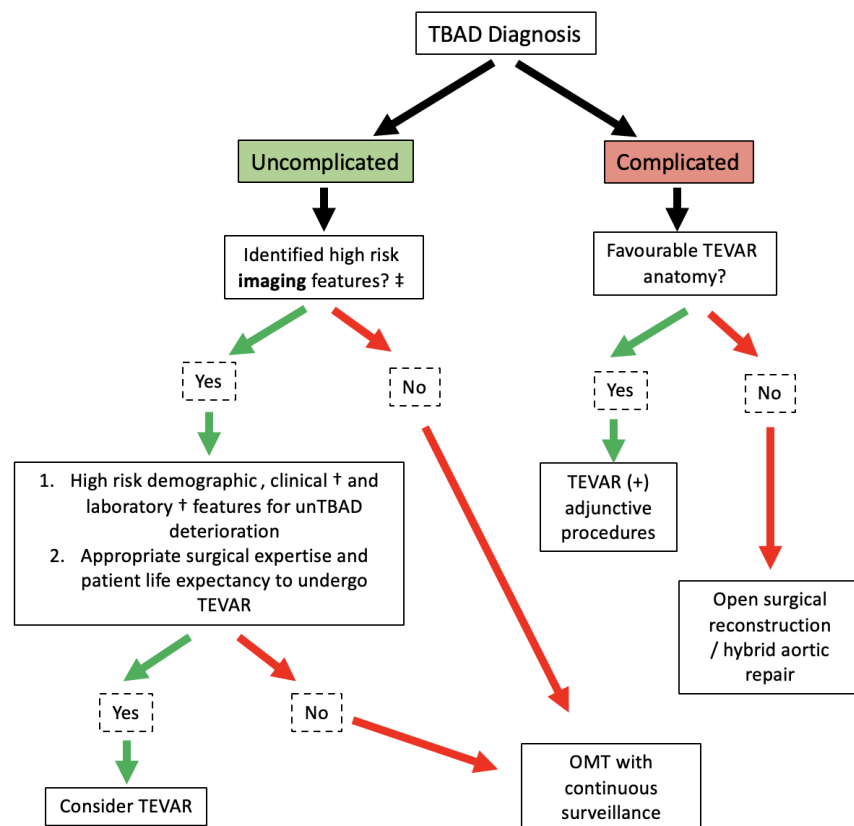 TBAD Diagnosis
Uncomplicated
Complicated
Identified high risk
imaging features? ‡
Favourable TEVAR
anatomy?
Yes
No
Yes
No
1. High risk demographic , clinical † and
laboratory † features for unTBAD
deterioration
2. Appropriate surgical expertise and
patient life expectancy to undergo
TEVAR
TEVAR (+)
adjunctive
procedures
Open surgical
reconstruction
/ hybrid aortic
repair
Yes
No
Consider TEVAR
OMT with
continuous
surveillance